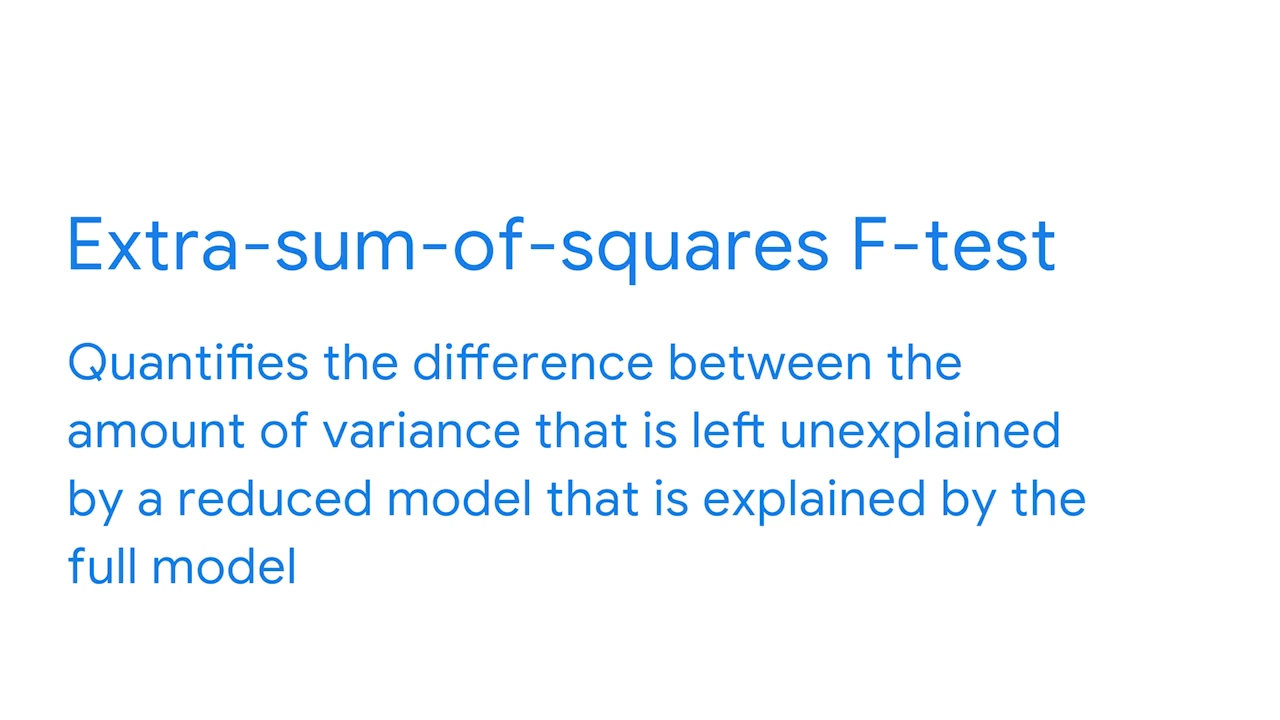 Extra-sum-of-squares F-test
Quantifies the difference between the
amount of variance that is left unexplained
by a reduced model that is explained by the
full model